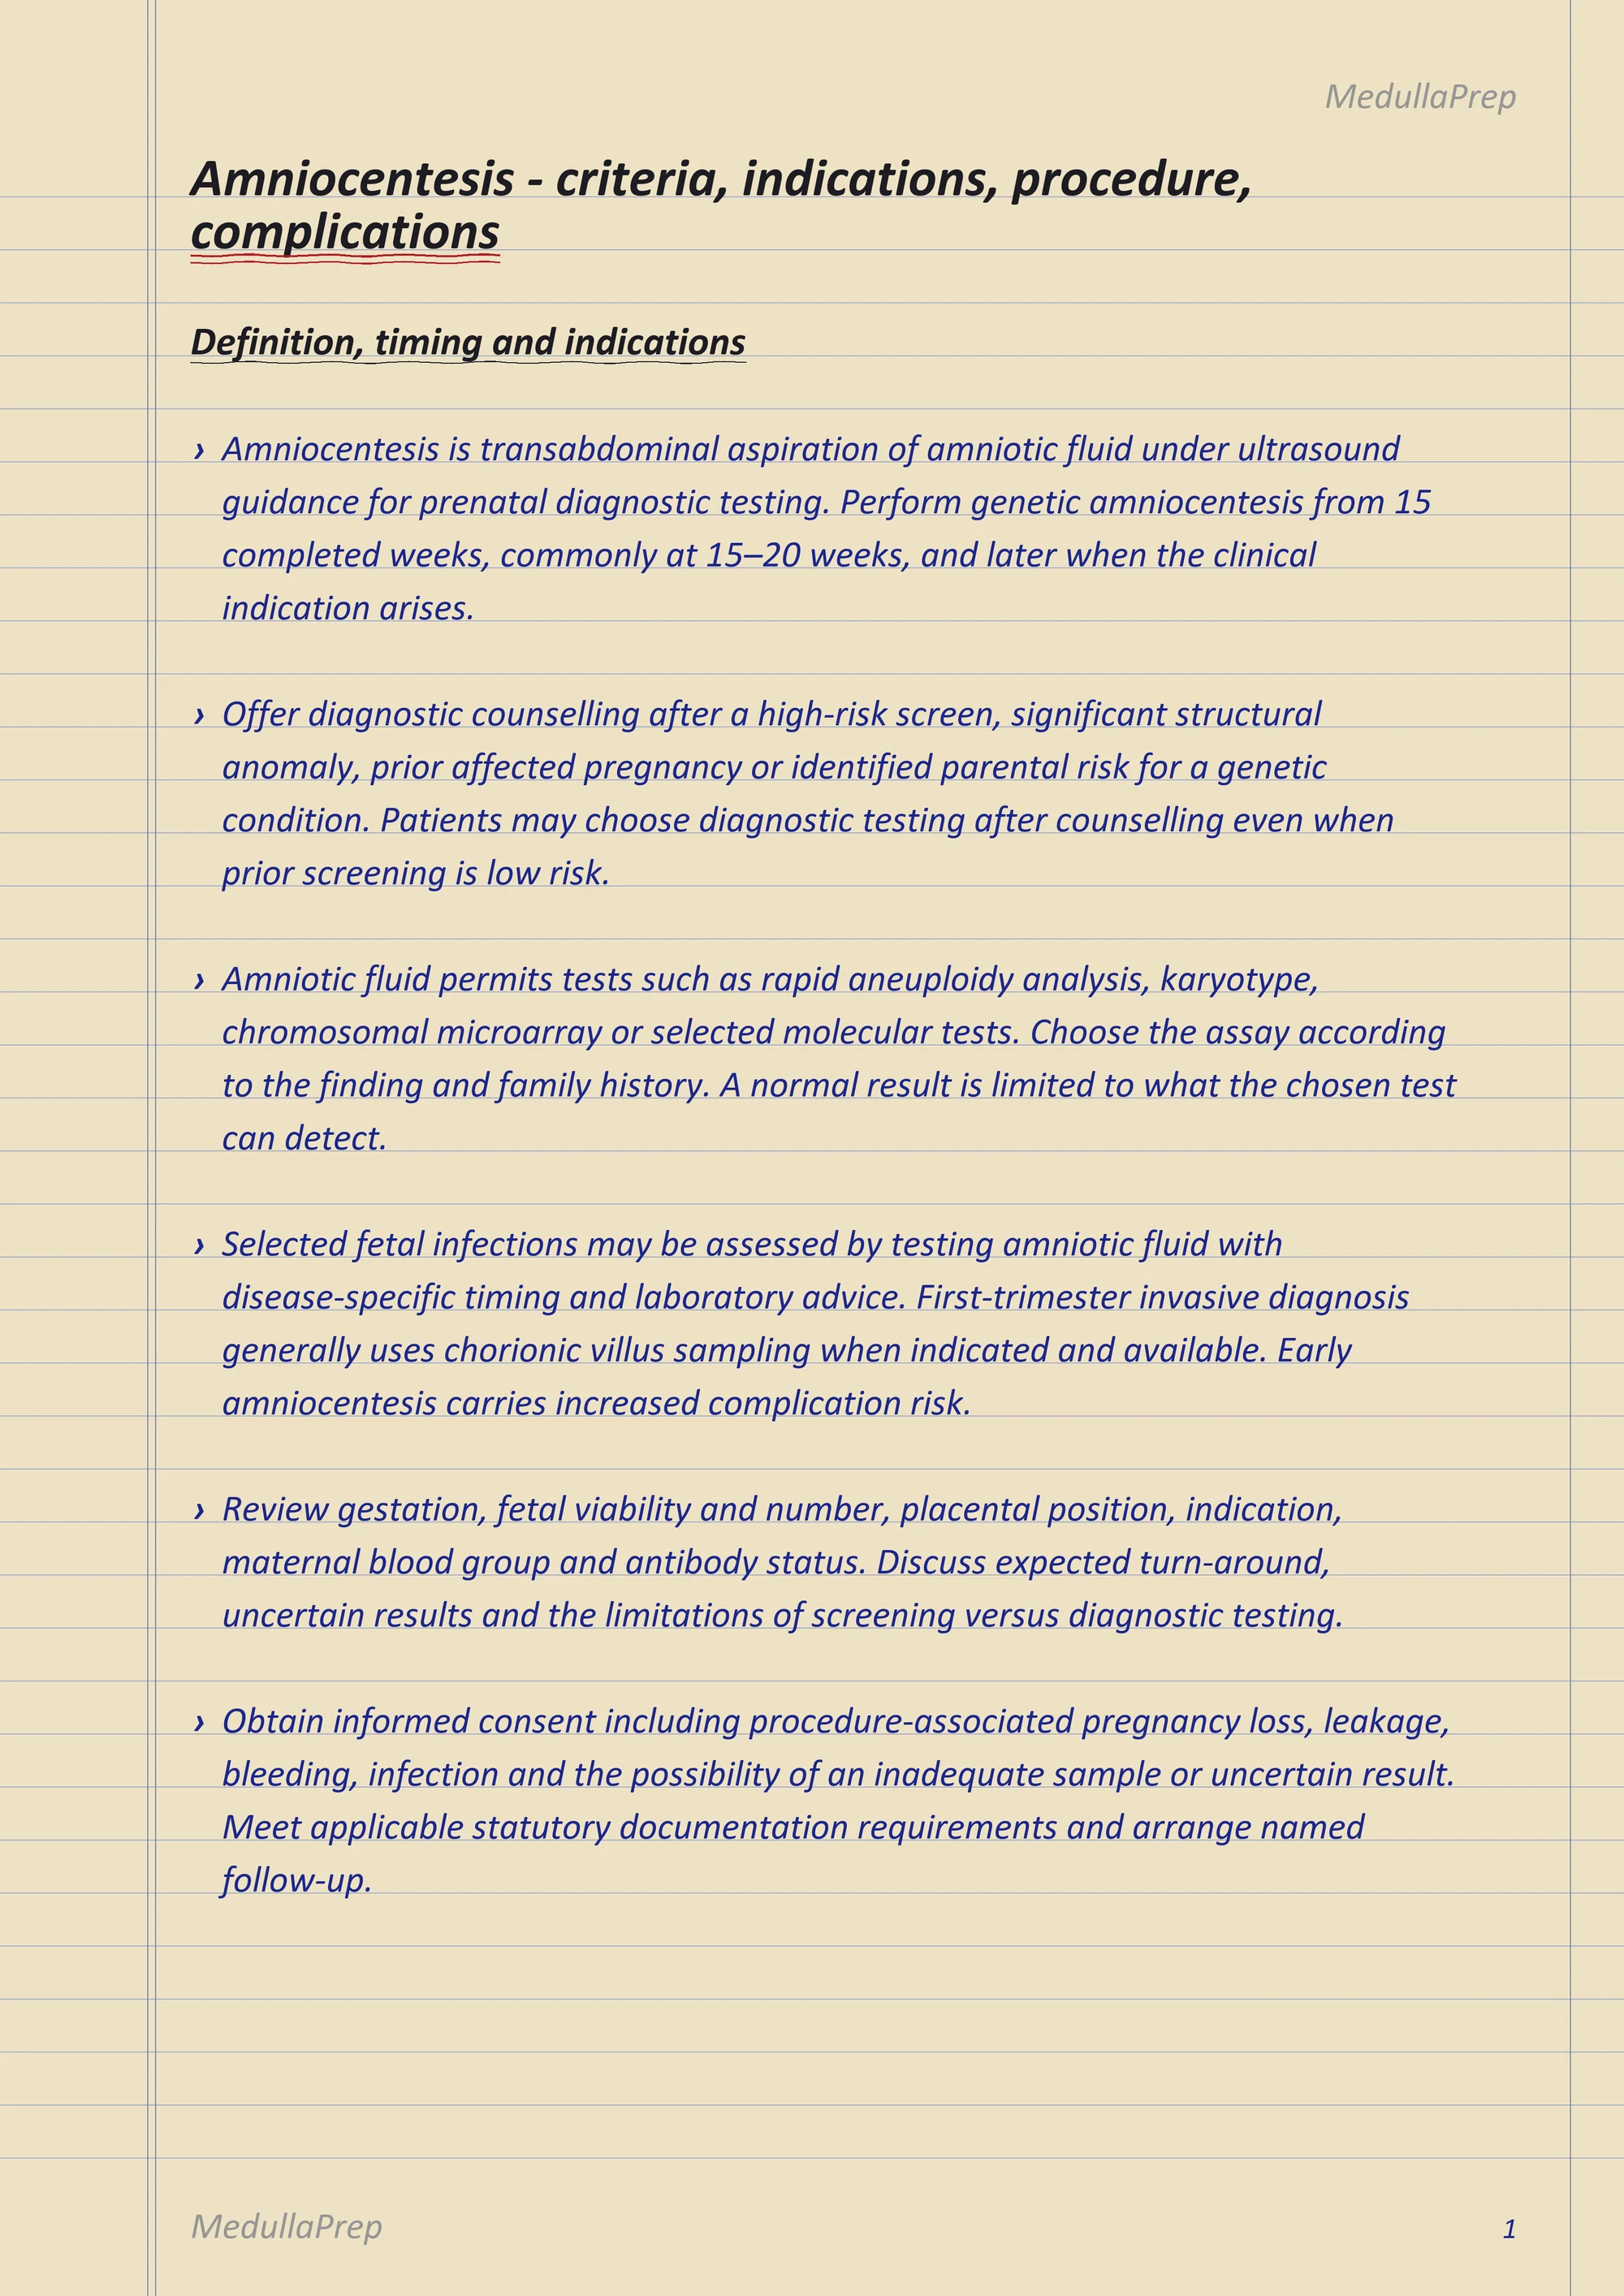 MedullaPrep
Amniocentesis - criteria, indications, procedure,
complications
Definition, timing and indications
› Amniocentesis is transabdominal aspiration of amniotic fluid under ultrasound
guidance for prenatal diagnostic testing. Perform genetic amniocentesis from 15
completed weeks, commonly at 15–20 weeks, and later when the clinical
indication arises.
› Offer diagnostic counselling after a high-risk screen, significant structural
anomaly, prior affected pregnancy or identified parental risk for a genetic
condition. Patients may choose diagnostic testing after counselling even when
prior screening is low risk.
› Amniotic fluid permits tests such as rapid aneuploidy analysis, karyotype,
chromosomal microarray or selected molecular tests. Choose the assay according
to the finding and family history. A normal result is limited to what the chosen test
can detect.
› Selected fetal infections may be assessed by testing amniotic fluid with
disease-specific timing and laboratory advice. First-trimester invasive diagnosis
generally uses chorionic villus sampling when indicated and available. Early
amniocentesis carries increased complication risk.
› Review gestation, fetal viability and number, placental position, indication,
maternal blood group and antibody status. Discuss expected turn-around,
uncertain results and the limitations of screening versus diagnostic testing.
› Obtain informed consent including procedure-associated pregnancy loss, leakage,
bleeding, infection and the possibility of an inadequate sample or uncertain result.
Meet applicable statutory documentation requirements and arrange named
follow-up.
MedullaPrep
1